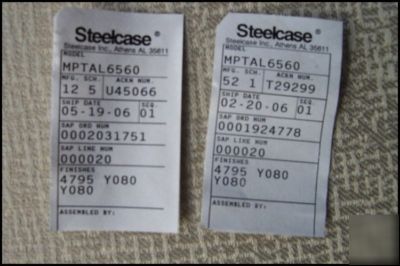 Steelcase®
Steelcase Inc., Athens AL 35611
MODEL
MPTAL6560
MFG. SCH. ACKN NUM.
12 5 U45066
SHIP DATE SEQ.
05-19-06 01
SAP ORD NUM
0002031751
SAP LINE NUM
000020
FINISHES
4795 Y080
Y080
ASSEMBLED BY:
Steelcase®
Steelcase Inc., Athens AL 35611
MODEL
MPTAL6560
MFG. SCH. ACKN NUM.
52 1 T29299
SHIP DATE SEQ.
02-20-06 01
SAP ORD NUM
0001924778
SAP LINE NUM
000020
FINISHES
4795 Y080
Y080
ASSEMBLED BY: